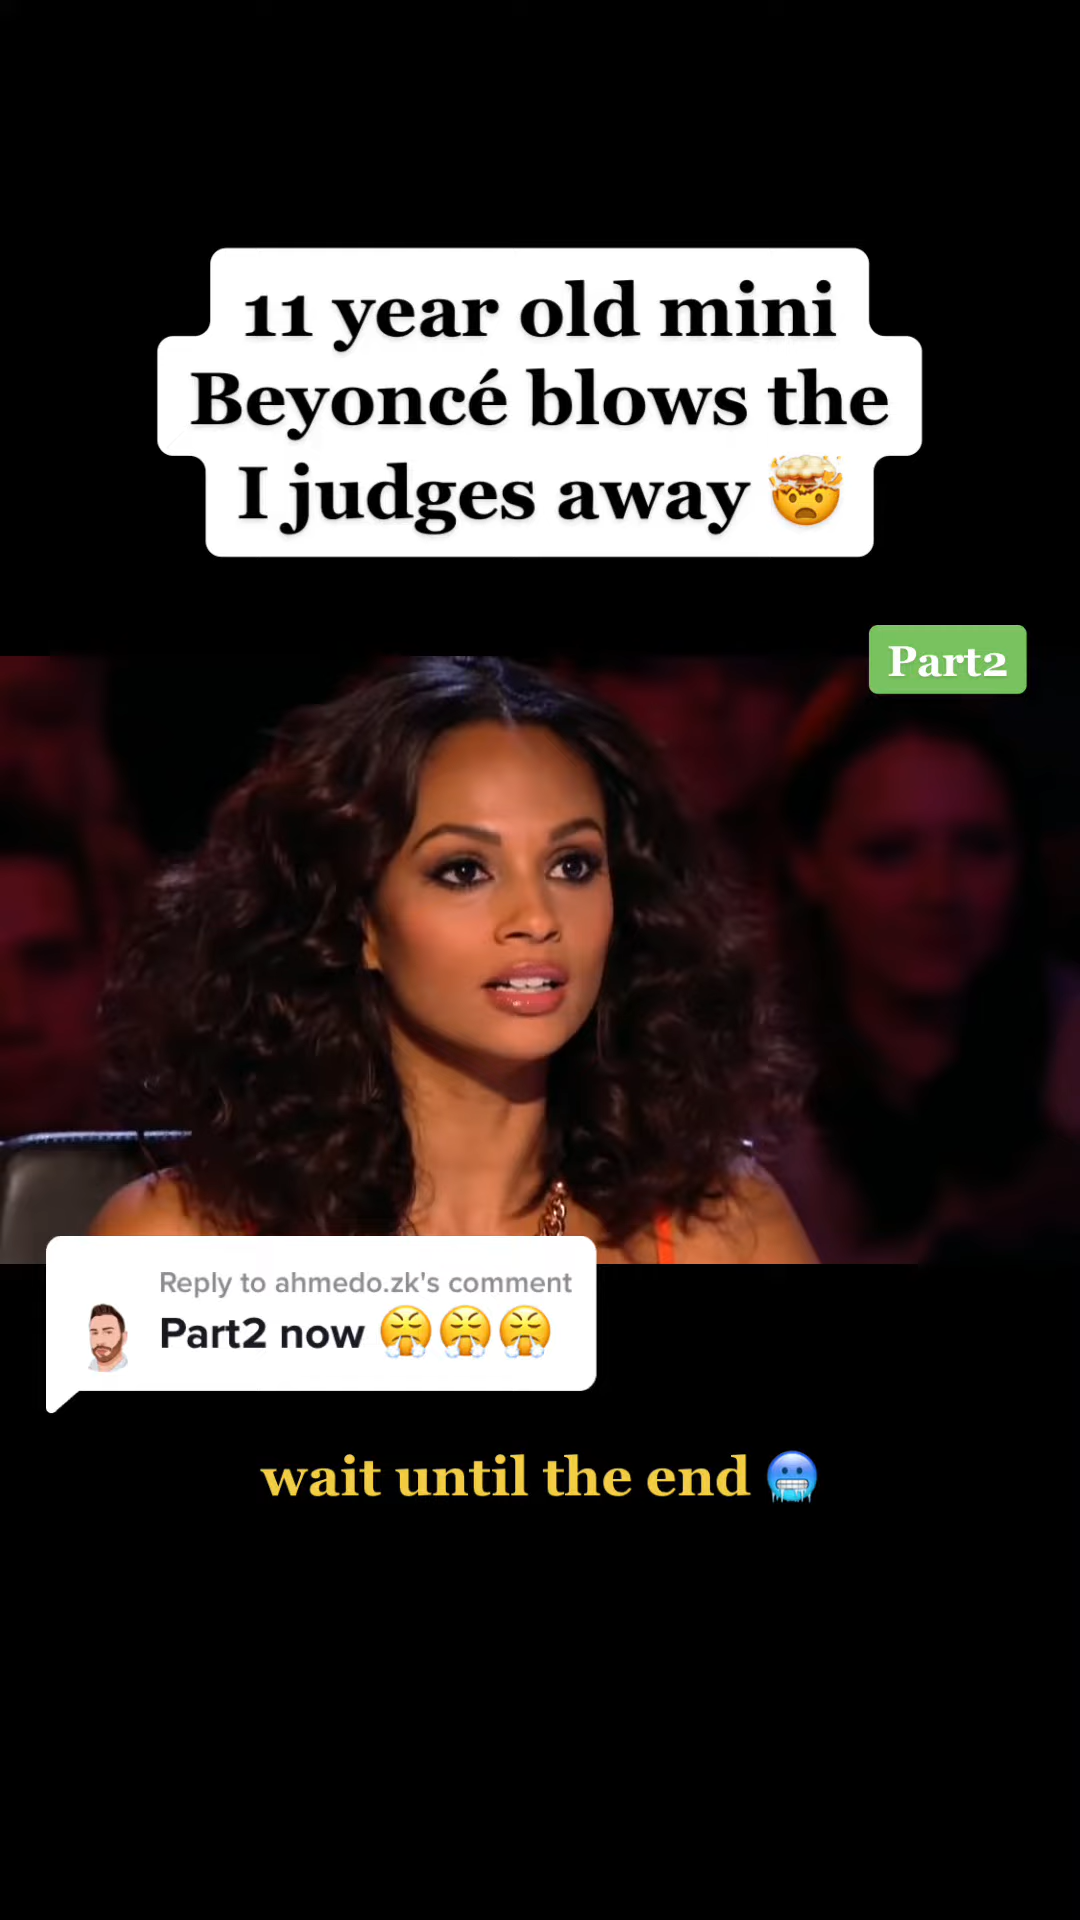 11 year old mini
Beyoncé blows the
I judges away 🤯
Part2
Reply to ahmedo.zk's comment
Part2 now 😤😤😤
wait until the end 🥶